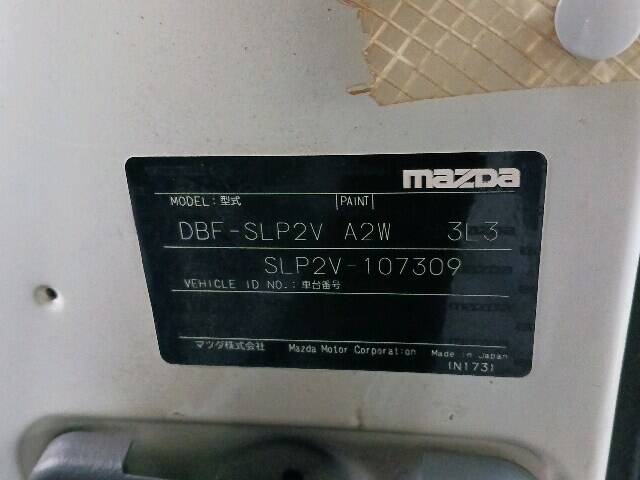 mazda
MODEL:型式 |PAINT|
DBF-SLP2V A2W 3L3
SLP2V-107309
VEHICLE ID NO.:車台番号
マツダ株式会社 Mazda Motor Corporation Made in Japan
1N1731